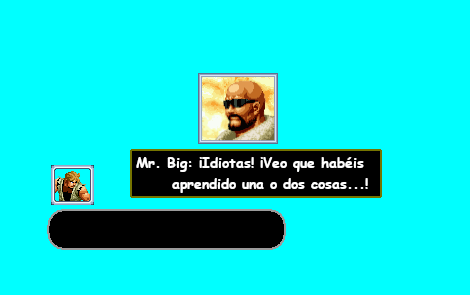 Mr. Big: ¡Idiotas! ¡Veo que habéis
aprendido una o dos cosas...!